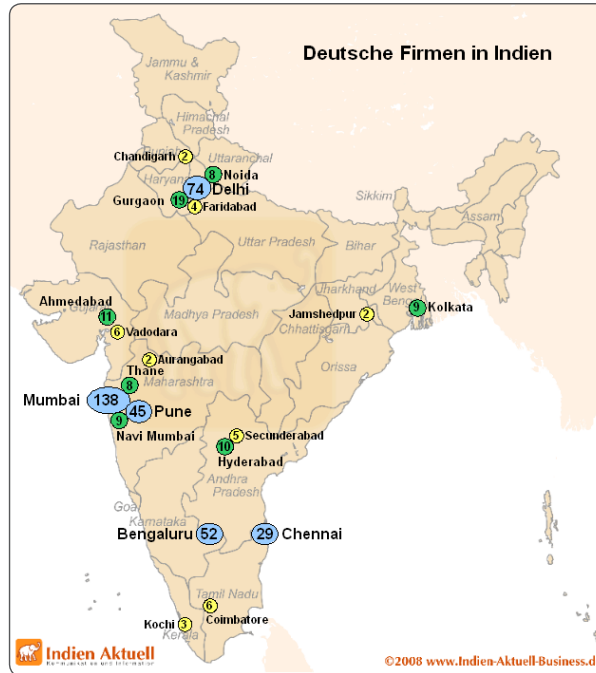 Deutsche Firmen in Indien
Jammu &
Kashmir
Himachal
Pradesh
Chandigarh 2
Punjab
Uttaranchal
Haryana
8 Noida
74 Delhi
Gurgaon 19
4 Faridabad
Sikkim
Assam
Rajasthan
Uttar Pradesh
Bihar
Jharkhand
West
Bengal
Ahmedabad
Gujarat
11
6 Vadodara
Madhya Pradesh
Jamshedpur 2
9 Kolkata
Chhattisgarh
2 Aurangabad
Thane
8
Maharashtra
Orissa
Mumbai 138
45 Pune
9
Navi Mumbai
5 Secunderabad
10
Hyderabad
Andhra
Pradesh
Goa
Karnataka
Bengaluru 52
29 Chennai
Tamil Nadu
6
Coimbatore
Kochi 3
Kerala
Indien Aktuell
Kommunikation und Information
©2008 www.Indien-Aktuell-Business.d